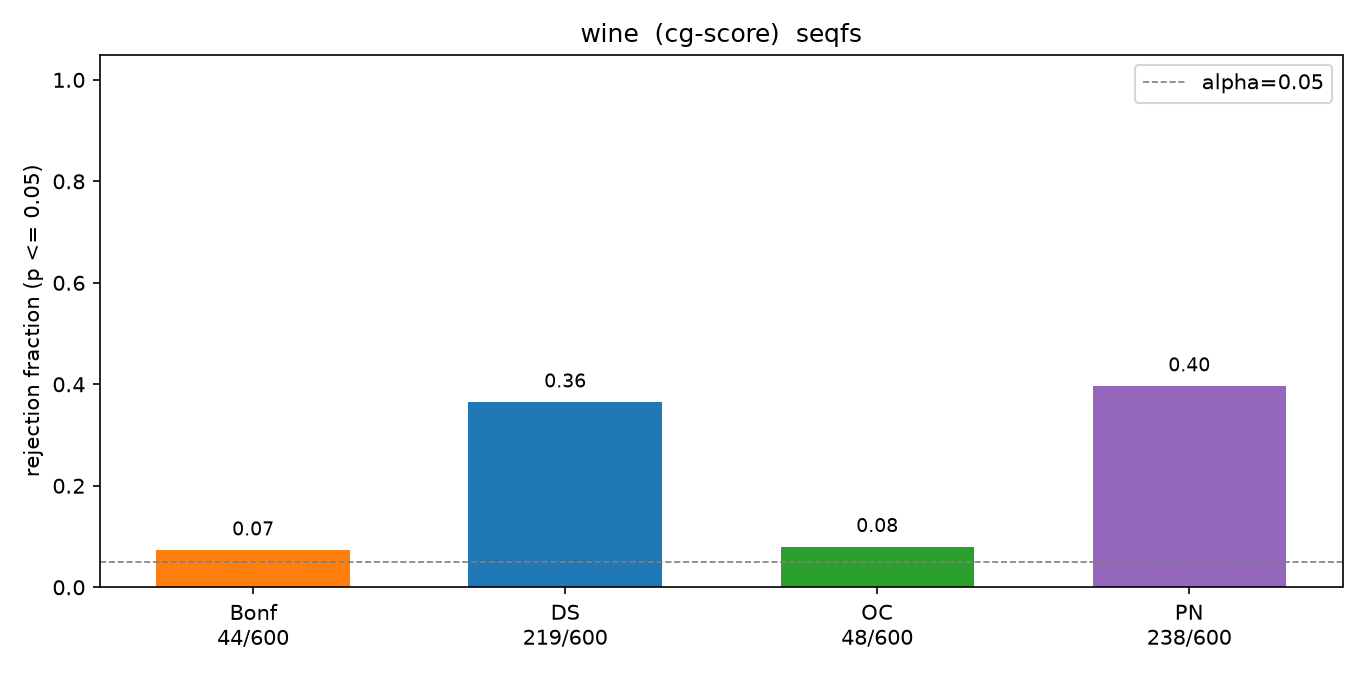 wine (cg-score) seqfs
alpha=0.05
rejection fraction (p <= 0.05)
1.0
0.8
0.6
0.4
0.2
0.0
0.07
0.36
0.08
0.40
Bonf
44/600
DS
219/600
OC
48/600
PN
238/600